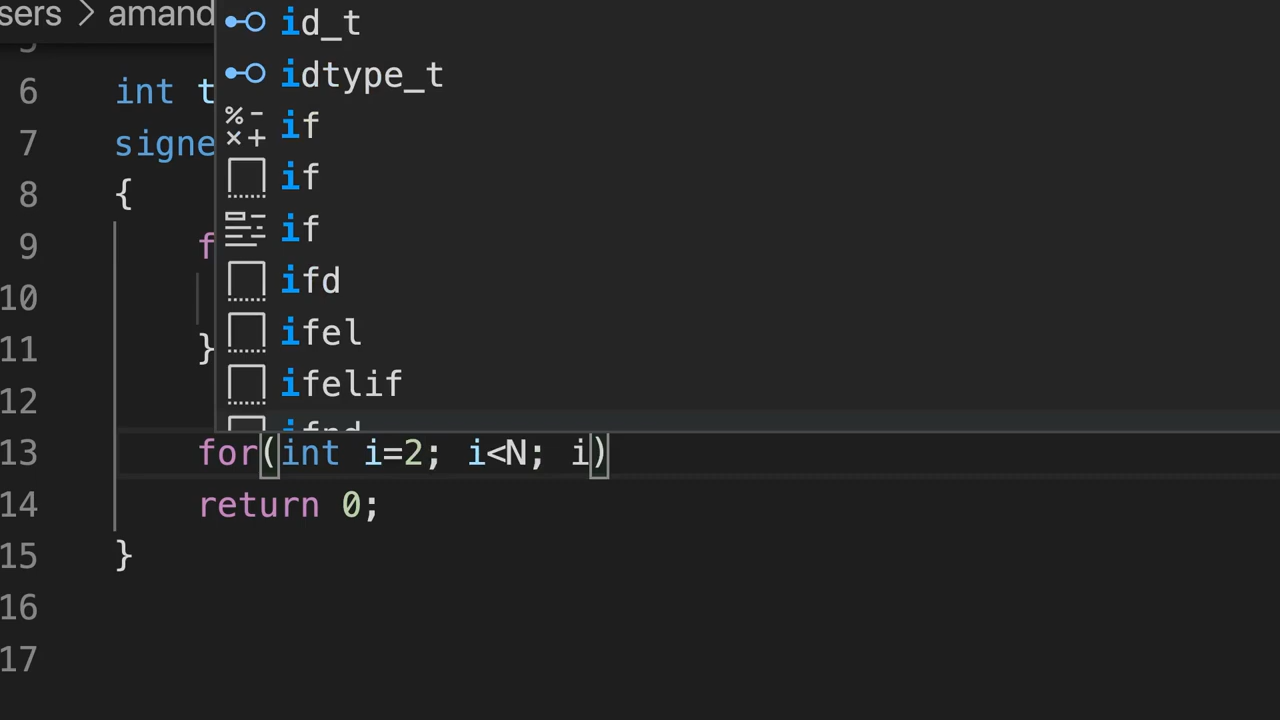 sers > amand
id_t
idtype_t
if
if
if
ifd
ifel
ifelif
6 int t
7 signe
8 {
9 f
10
11 }
12
13 for(int i=2; i<N; i)
14 return 0;
15 }
16
17